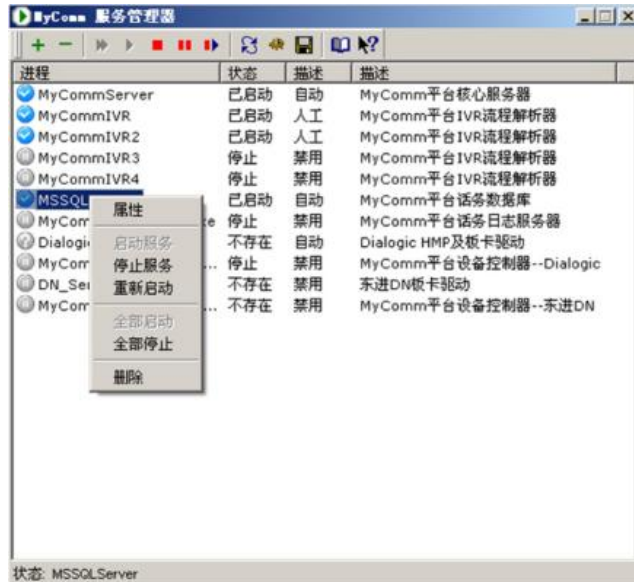 MyComm 服务管理器
进程 状态 描述 描述
MyCommServer 已启动 自动 MyComm平台核心服务器
MyCommIVR 已启动 人工 MyComm平台IVR流程解析器
MyCommIVR2 已启动 人工 MyComm平台IVR流程解析器
MyCommIVR3 停止 禁用 MyComm平台IVR流程解析器
MyCommIVR4 停止 禁用 MyComm平台IVR流程解析器
MSSQL 已启动 自动 MyComm平台话务数据库
MyCom e 停止 禁用 MyComm平台话务日志服务器
Dialogi 不存在 自动 Dialogic HMP及板卡驱动
MyCom ... 停止 禁用 MyComm平台设备控制器--Dialogic
DN_Se 不存在 禁用 东进DN板卡驱动
MyCom ... 不存在 禁用 MyComm平台设备控制器--东进DN
属性
启动服务
停止服务
重新启动
全部启动
全部停止
删除
状态: MSSQLServer